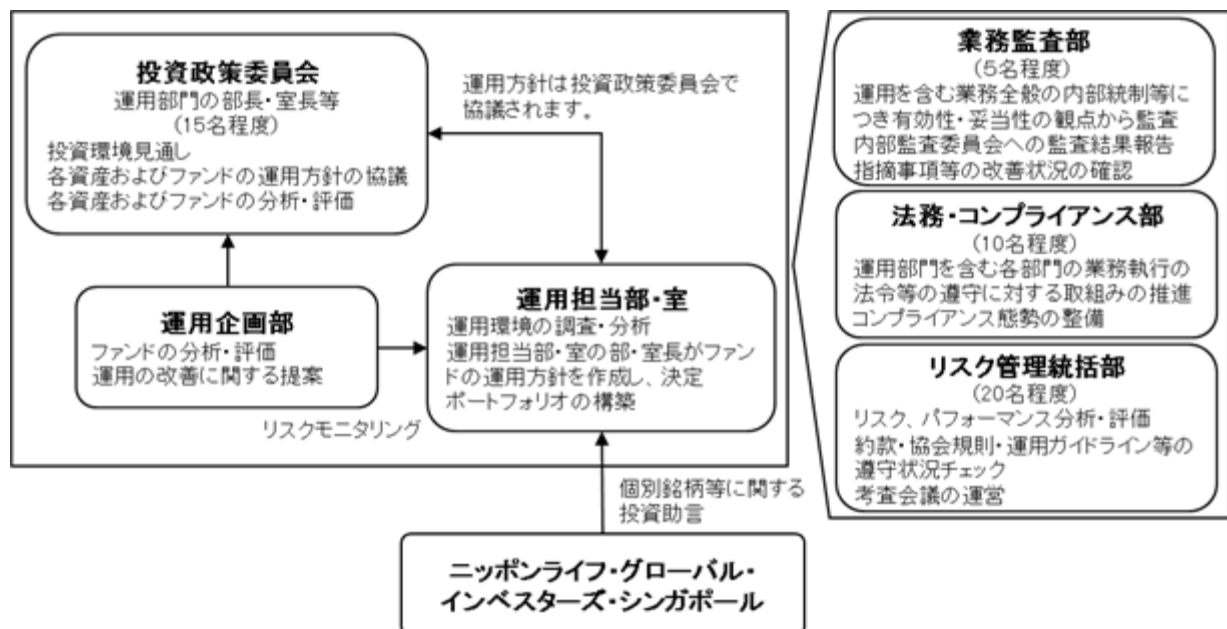 投資政策委員会
運用部門の部長・室長等
(15名程度)
投資環境見通し
各資産およびファンドの運用方針の協議
各資産およびファンドの分析・評価
運用方針は投資政策委員会で
協議されます。
運用企画部
ファンドの分析・評価
運用の改善に関する提案
リスクモニタリング
運用担当部・室
運用環境の調査・分析
運用担当部・室の部・室長がファン
ドの運用方針を作成し、決定
ポートフォリオの構築
個別銘柄等に関する
投資助言
ニッポンライフ・グローバル・
インベスターズ・シンガポール
業務監査部
(5名程度)
運用を含む業務全般の内部統制等に
つき有効性・妥当性の観点から監査
内部監査委員会への監査結果報告
指摘事項等の改善状況の確認
法務・コンプライアンス部
(10名程度)
運用部門を含む各部門の業務執行の
法令等の遵守に対する取組みの推進
コンプライアンス態勢の整備
リスク管理統括部
(20名程度)
リスク、パフォーマンス分析・評価
約款・協会規則・運用ガイドライン等の
遵守状況チェック
考査会議の運営